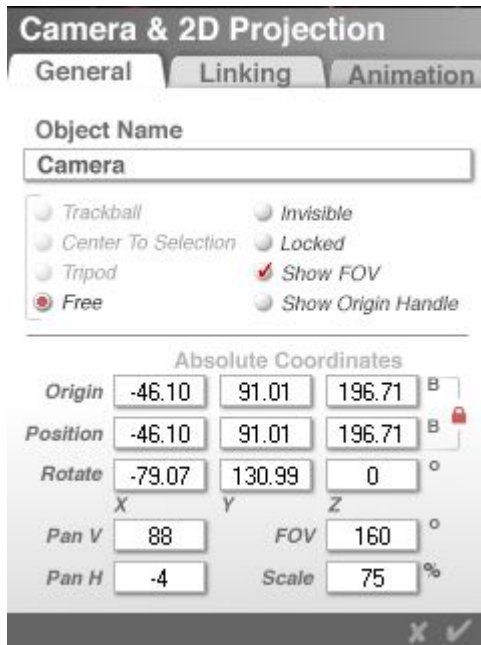 Camera & 2D Projection
General Linking Animation
Object Name
Camera
Trackball Invisible
Center To Selection Locked
Tripod Show FOV
Free Show Origin Handle
Absolute Coordinates
Origin -46.10 91.01 196.71 B
Position -46.10 91.01 196.71 B
Rotate -79.07 130.99 0 °
X Y Z
Pan V 88 FOV 160 °
Pan H -4 Scale 75 %